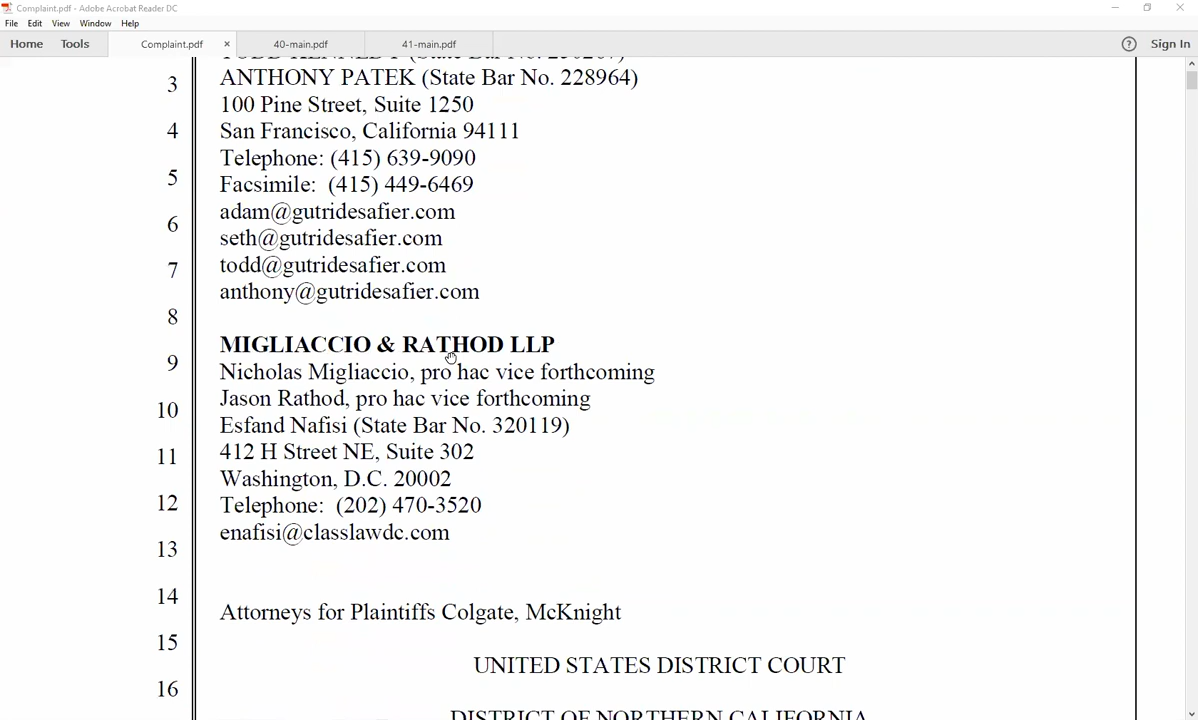 Complaint.pdf - Adobe Acrobat Reader DC
File Edit View Window Help
Home Tools Complaint.pdf × 40-main.pdf 41-main.pdf ? Sign In
3 ANTHONY PATEK (State Bar No. 228964)
100 Pine Street, Suite 1250
4 San Francisco, California 94111
Telephone: (415) 639-9090
5 Facsimile: (415) 449-6469
adam@gutridesafier.com
6 seth@gutridesafier.com
7 todd@gutridesafier.com
anthony@gutridesafier.com
8
MIGLIACCIO & RATHOD LLP
9 Nicholas Migliaccio, pro hac vice forthcoming
10 Jason Rathod, pro hac vice forthcoming
Esfand Nafisi (State Bar No. 320119)
11 412 H Street NE, Suite 302
Washington, D.C. 20002
12 Telephone: (202) 470-3520
13 enafisi@classlawdc.com
14 Attorneys for Plaintiffs Colgate, McKnight
15
UNITED STATES DISTRICT COURT
16
DISTRICT OF NORTHERN CALIFORNIA